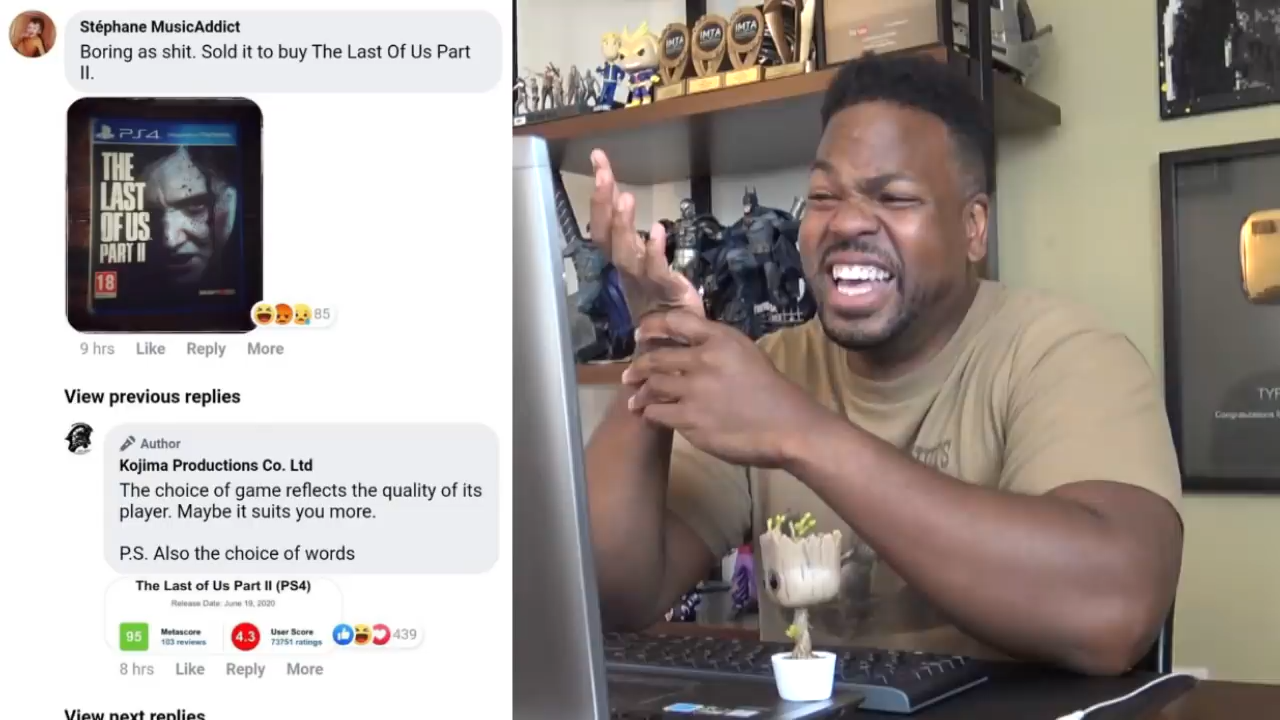 Stéphane MusicAddict
Boring as shit. Sold it to buy The Last Of Us Part
II.
PS4
THE
LAST
OF US
PART II
18
85
9 hrs Like Reply More
View previous replies
Author
Kojima Productions Co. Ltd
The choice of game reflects the quality of its
player. Maybe it suits you more.
P.S. Also the choice of words
The Last of Us Part II (PS4)
Release Date: June 19, 2020
95 Metascore
103 reviews
4.3 User Score
73751 ratings
439
8 hrs Like Reply More
View next replies
IMTA
IMTA
IMTA